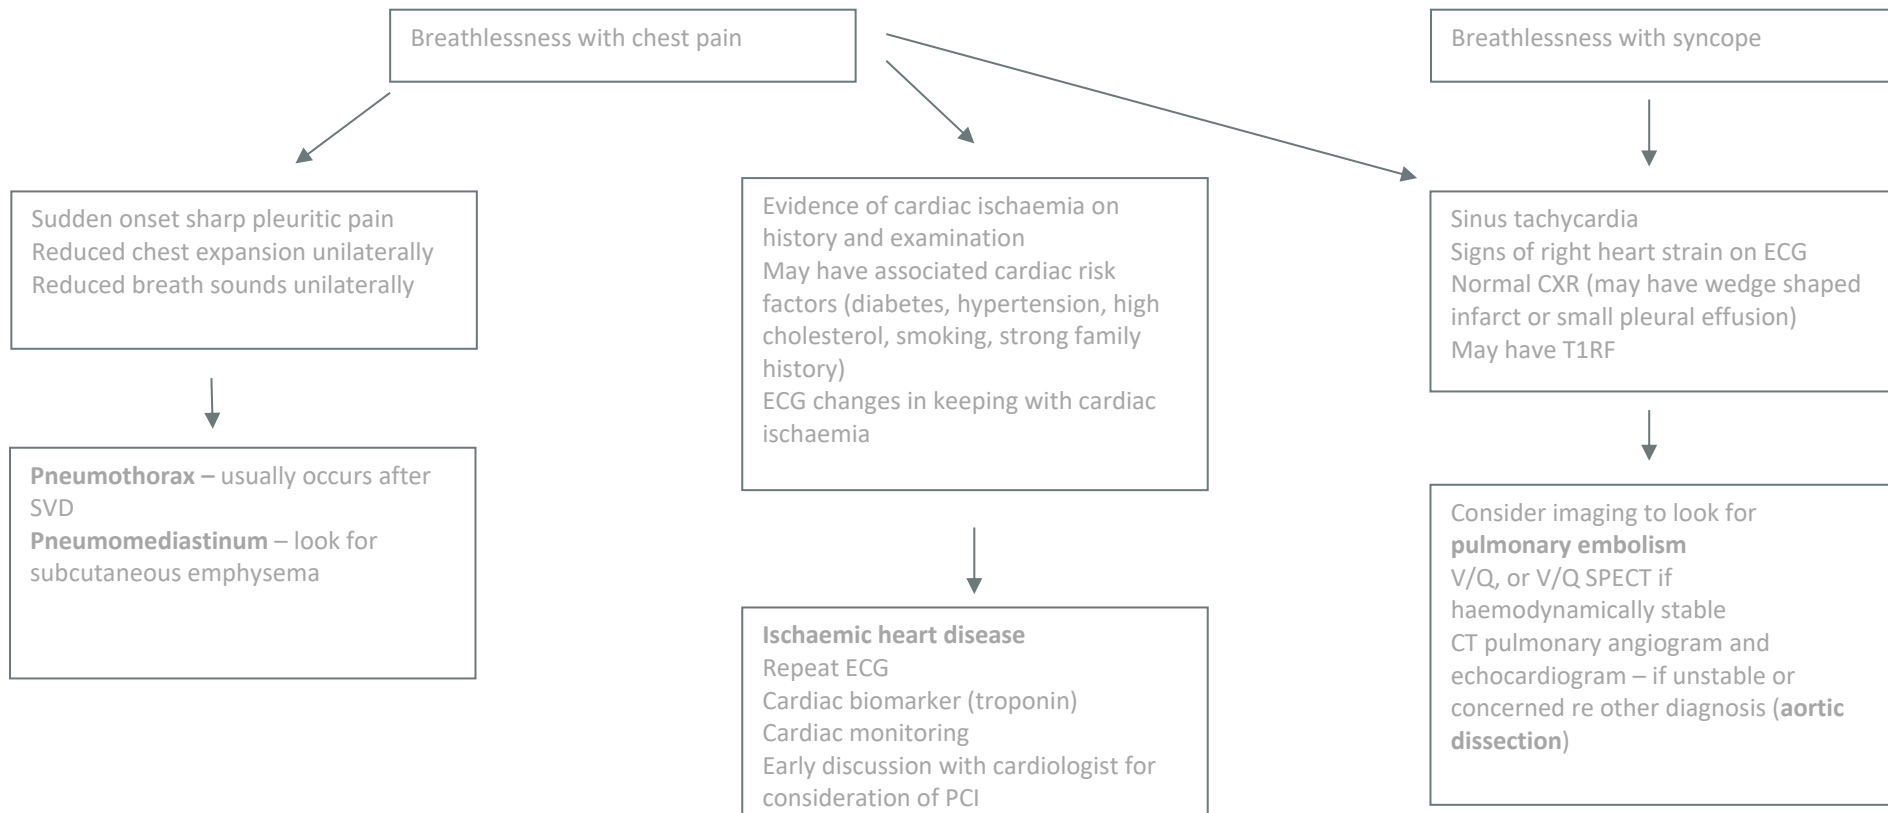 Breathlessness with chest pain
Breathlessness with syncope
Sudden onset sharp pleuritic pain
Reduced chest expansion unilaterally
Reduced breath sounds unilaterally
Evidence of cardiac ischaemia on
history and examination
May have associated cardiac risk
factors (diabetes, hypertension, high
cholesterol, smoking, strong family
history)
ECG changes in keeping with cardiac
ischaemia
Sinus tachycardia
Signs of right heart strain on ECG
Normal CXR (may have wedge shaped
infarct or small pleural effusion)
May have T1RF
Pneumothorax – usually occurs after
SVD
Pneumomediastinum – look for
subcutaneous emphysema
Ischaemic heart disease
Repeat ECG
Cardiac biomarker (troponin)
Cardiac monitoring
Early discussion with cardiologist for
consideration of PCI
Consider imaging to look for
pulmonary embolism
V/Q, or V/Q SPECT if
haemodynamically stable
CT pulmonary angiogram and
echocardiogram – if unstable or
concerned re other diagnosis (aortic
dissection)